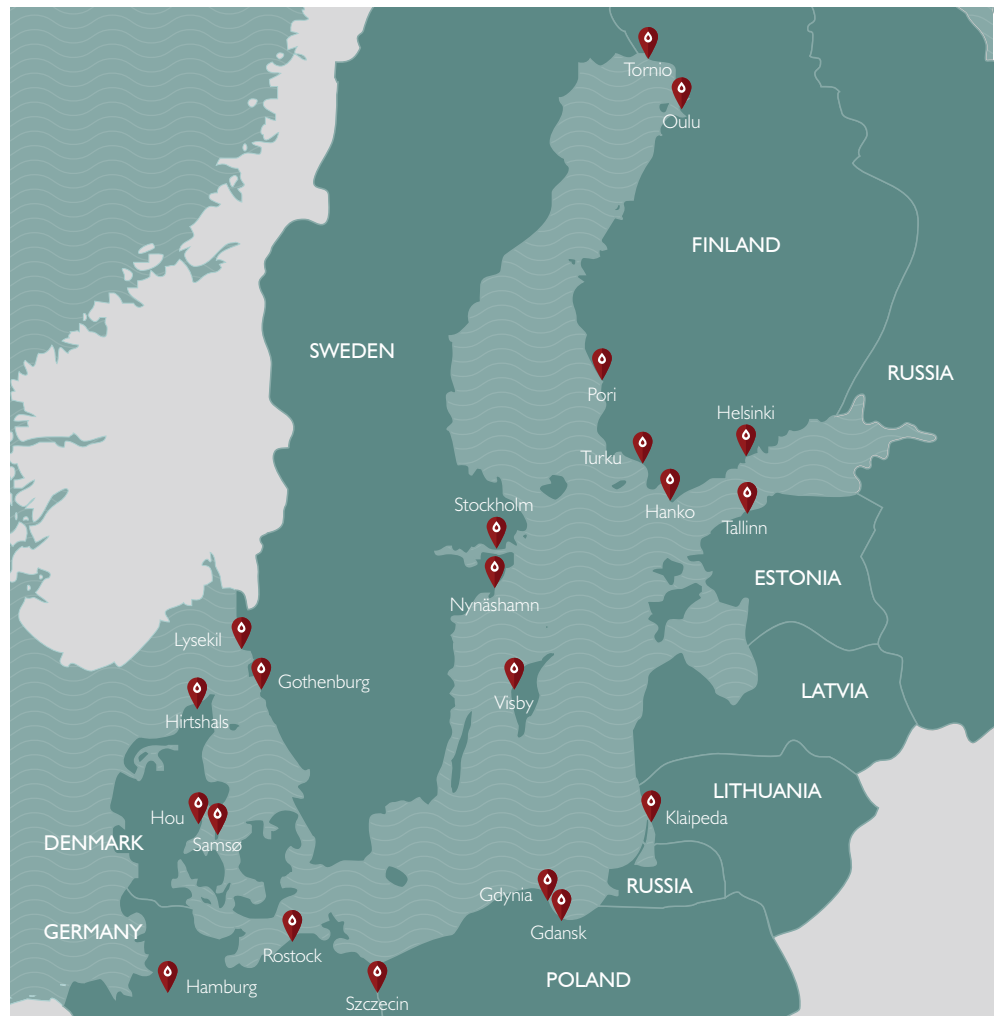 Tornio
Oulu
FINLAND
SWEDEN
RUSSIA
Pori
Helsinki
Turku
Stockholm
Hanko
Tallinn
ESTONIA
Nynäshamn
Lysekil
Gothenburg
LATVIA
Visby
Hirtshals
LITHUANIA
Hou
Klaipeda
DENMARK
Samsø
RUSSIA
Gdynia
GERMANY
Gdansk
Rostock
POLAND
Hamburg
Szczecin